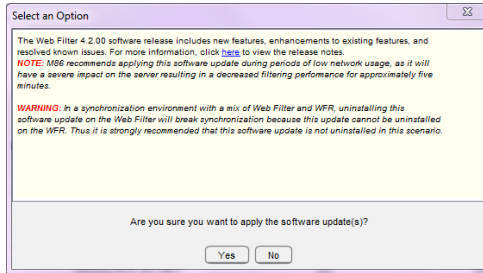 Select an Option
The Web Filter 4.2.00 software release includes new features, enhancements to existing features, and
resolved known issues. For more information, click here to view the release notes.
NOTE: M86 recommends applying this software update during periods of low network usage, as it will
have a severe impact on the server resulting in a decreased filtering performance for approximately five
minutes.
WARNING: In a synchronization environment with a mix of Web Filter and WFR, uninstalling this
software update on the Web Filter will break synchronization because this update cannot be uninstalled
on the WFR. Thus it is strongly recommended that this software update is not uninstalled in this scenario.
Are you sure you want to apply the software update(s)?
Yes No